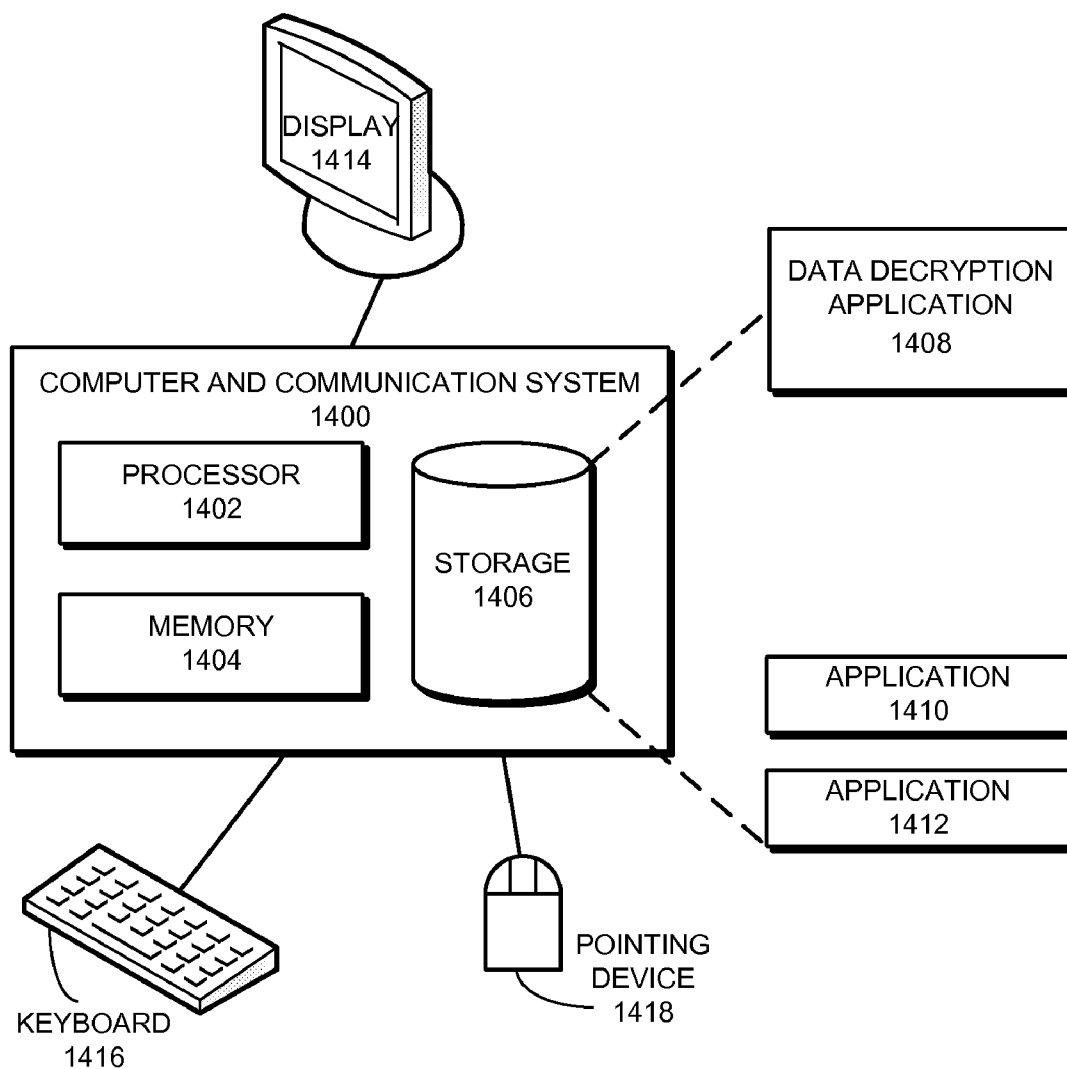 DISPLAY
1414
DATA DECRYPTION
APPLICATION
1408
COMPUTER AND COMMUNICATION SYSTEM
1400
PROCESSOR
1402
STORAGE
1406
MEMORY
1404
APPLICATION
1410
APPLICATION
1412
POINTING
DEVICE
1418
KEYBOARD
1416